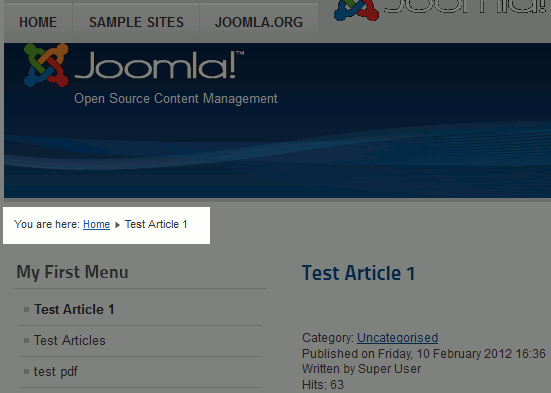 HOME SAMPLE SITES JOOMLA.ORG
Joomla!
Joomla!™
Open Source Content Management
You are here: Home Test Article 1
My First Menu
Test Article 1
Test Articles
test pdf
Test Article 1
Category: Uncategorised
Published on Friday, 10 February 2012 16:36
Written by Super User
Hits: 63